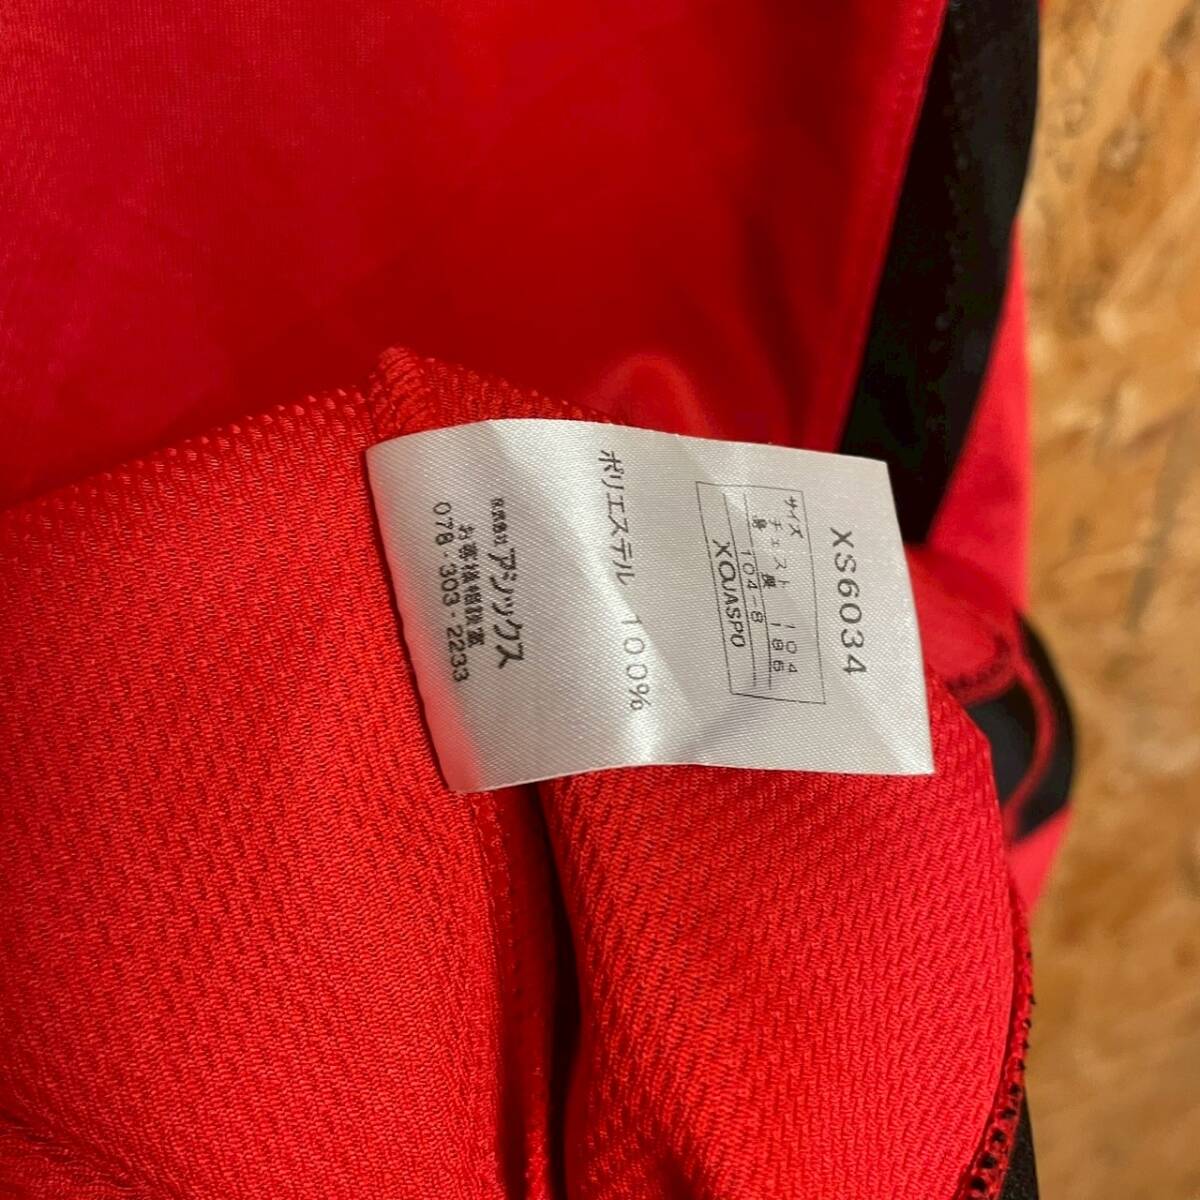 XS6034
サイズ
チェスト 104
身長 186
104-8
XO(JASPO
ポリエステル 100%
株式会社アシックス
お客様相談室
078-303-2233